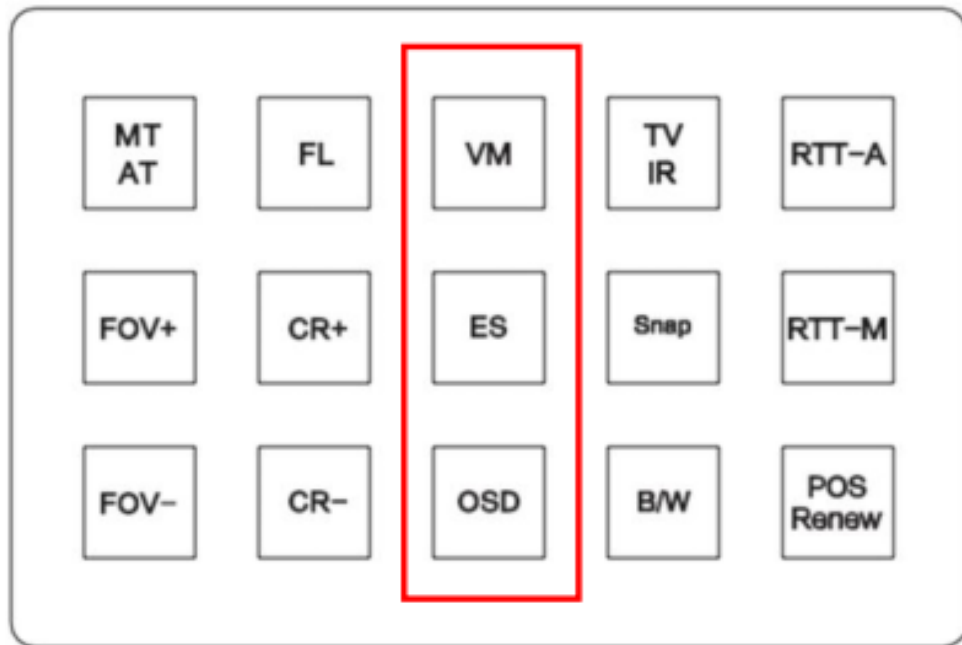 MT
AT
FL
VM
TV
IR
RTT-A
FOV+
CR+
ES
Snap
RTT-M
FOV-
CR-
OSD
B/W
POS
Renew